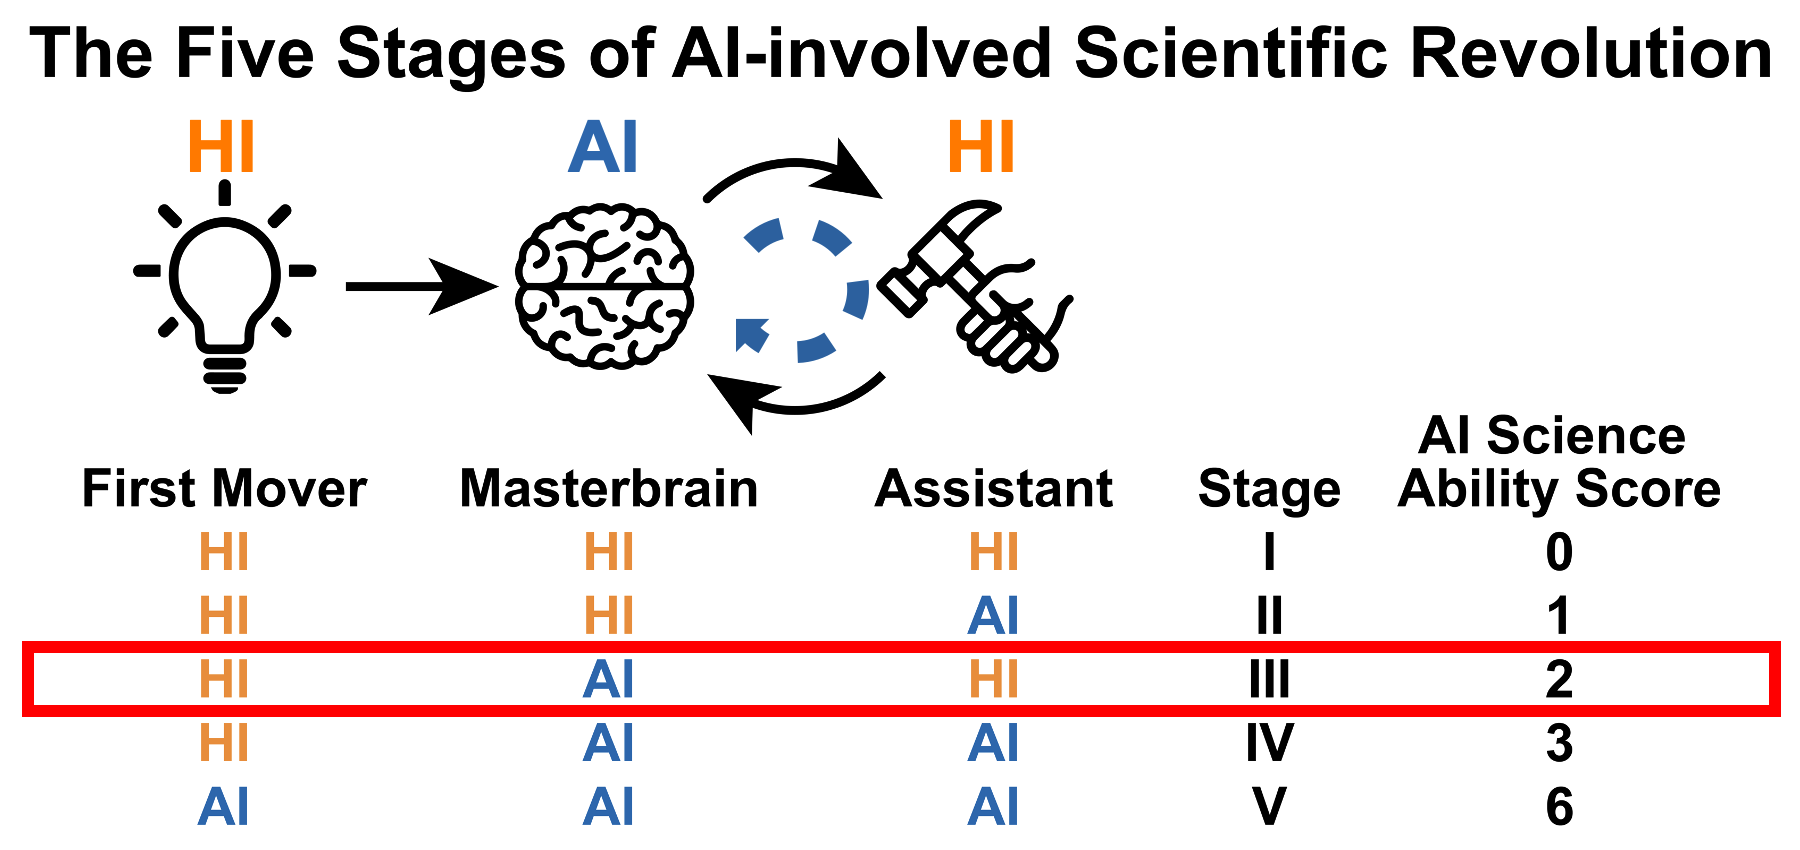 The Five Stages of AI-involved Scientific Revolution
HI AI HI
AI Science
First Mover Masterbrain Assistant Stage Ability Score
HI HI HI I 0
HI HI AI II 1
HI AI HI III 2
HI AI AI IV 3
AI AI AI V 6